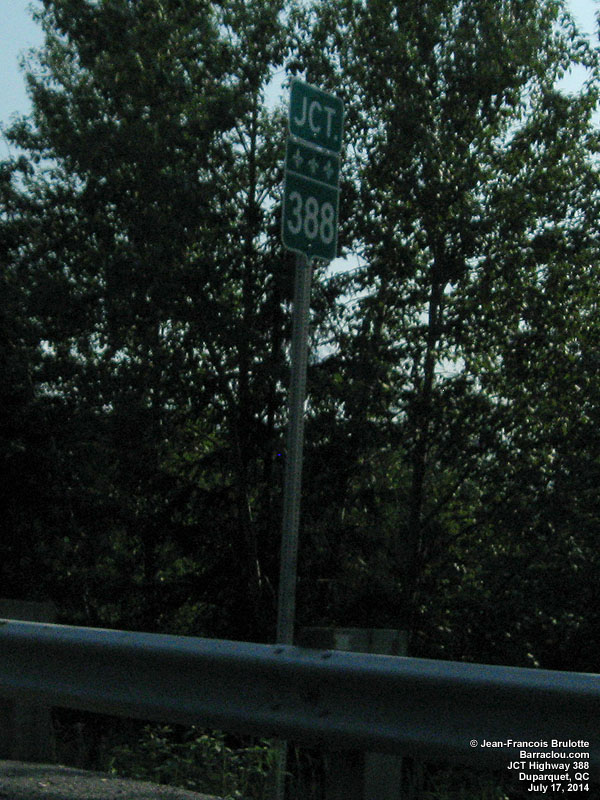 JCT.
388
© Jean-Francois Brulotte
Barraclou.com
JCT Highway 388
Duparquet, QC
July 17, 2014